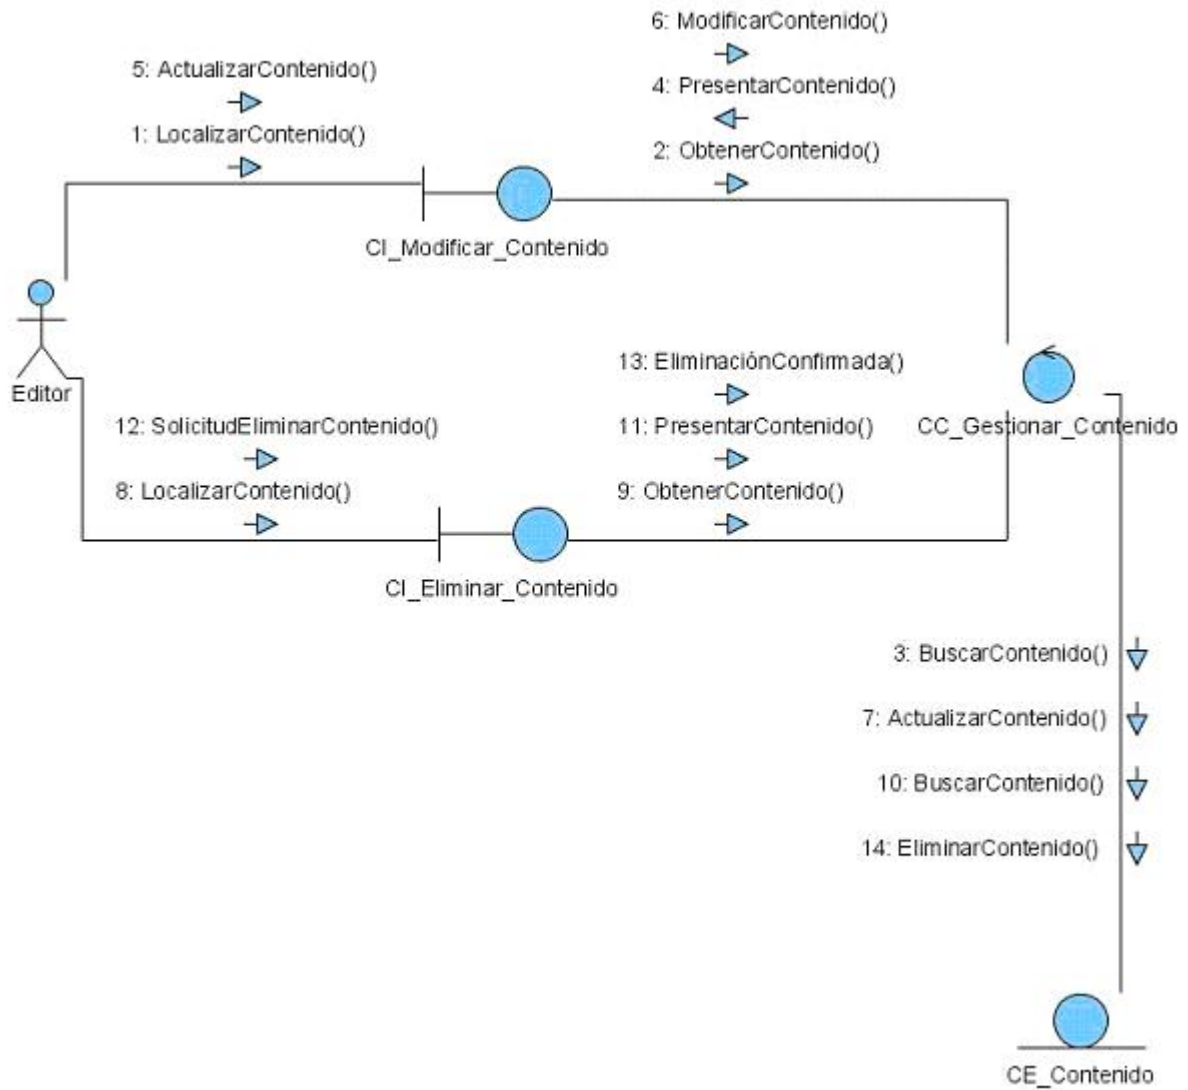 6: ModificarContenido()
5: ActualizarContenido()
4: PresentarContenido()
1: LocalizarContenido()
2: ObtenerContenido()
CI_Modificar_Contenido
Editor
13: EliminaciónConfirmada()
12: SolicitudEliminarContenido()
11: PresentarContenido()
CC_Gestionar_Contenido
8: LocalizarContenido()
9: ObtenerContenido()
CI_Eliminar_Contenido
3: BuscarContenido()
7: ActualizarContenido()
10: BuscarContenido()
14: EliminarContenido()
CE_Contenido